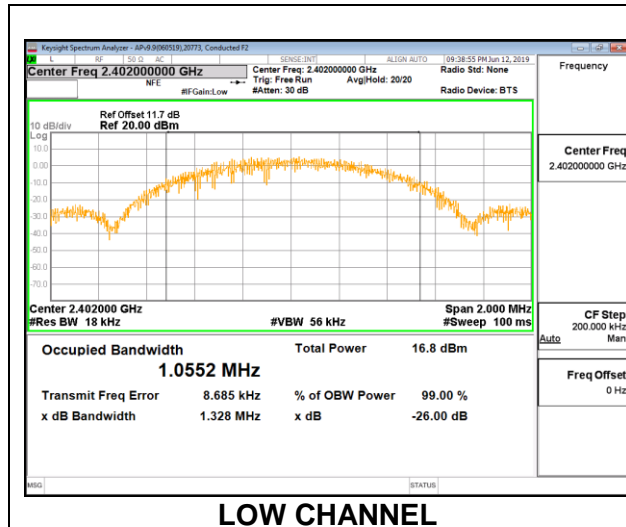 Keysight Spectrum Analyzer - APv9.9(060519),20773, Conducted F2
L RF 50 Ω AC SENSE:INT ALIGN AUTO 09:38:55 PM Jun 12, 2019
Center Freq 2.402000000 GHz Center Freq: 2.402000000 GHz Radio Std: None
NFE Trig: Free Run Avg|Hold: 20/20
#IFGain:Low #Atten: 30 dB Radio Device: BTS
Frequency
Ref Offset 11.7 dB
10 dB/div Ref 20.00 dBm
Log
10.0
0.00
-10.0
-20.0
-30.0
-40.0
-50.0
-60.0
-70.0
Center 2.402000 GHz Span 2.000 MHz
#Res BW 18 kHz #VBW 56 kHz #Sweep 100 ms
Occupied Bandwidth Total Power 16.8 dBm
1.0552 MHz
Transmit Freq Error 8.685 kHz % of OBW Power 99.00 %
x dB Bandwidth 1.328 MHz x dB -26.00 dB
Center Freq
2.402000000 GHz
CF Step
200.000 kHz
Auto Man
Freq Offset
0 Hz
MSG STATUS
LOW CHANNEL